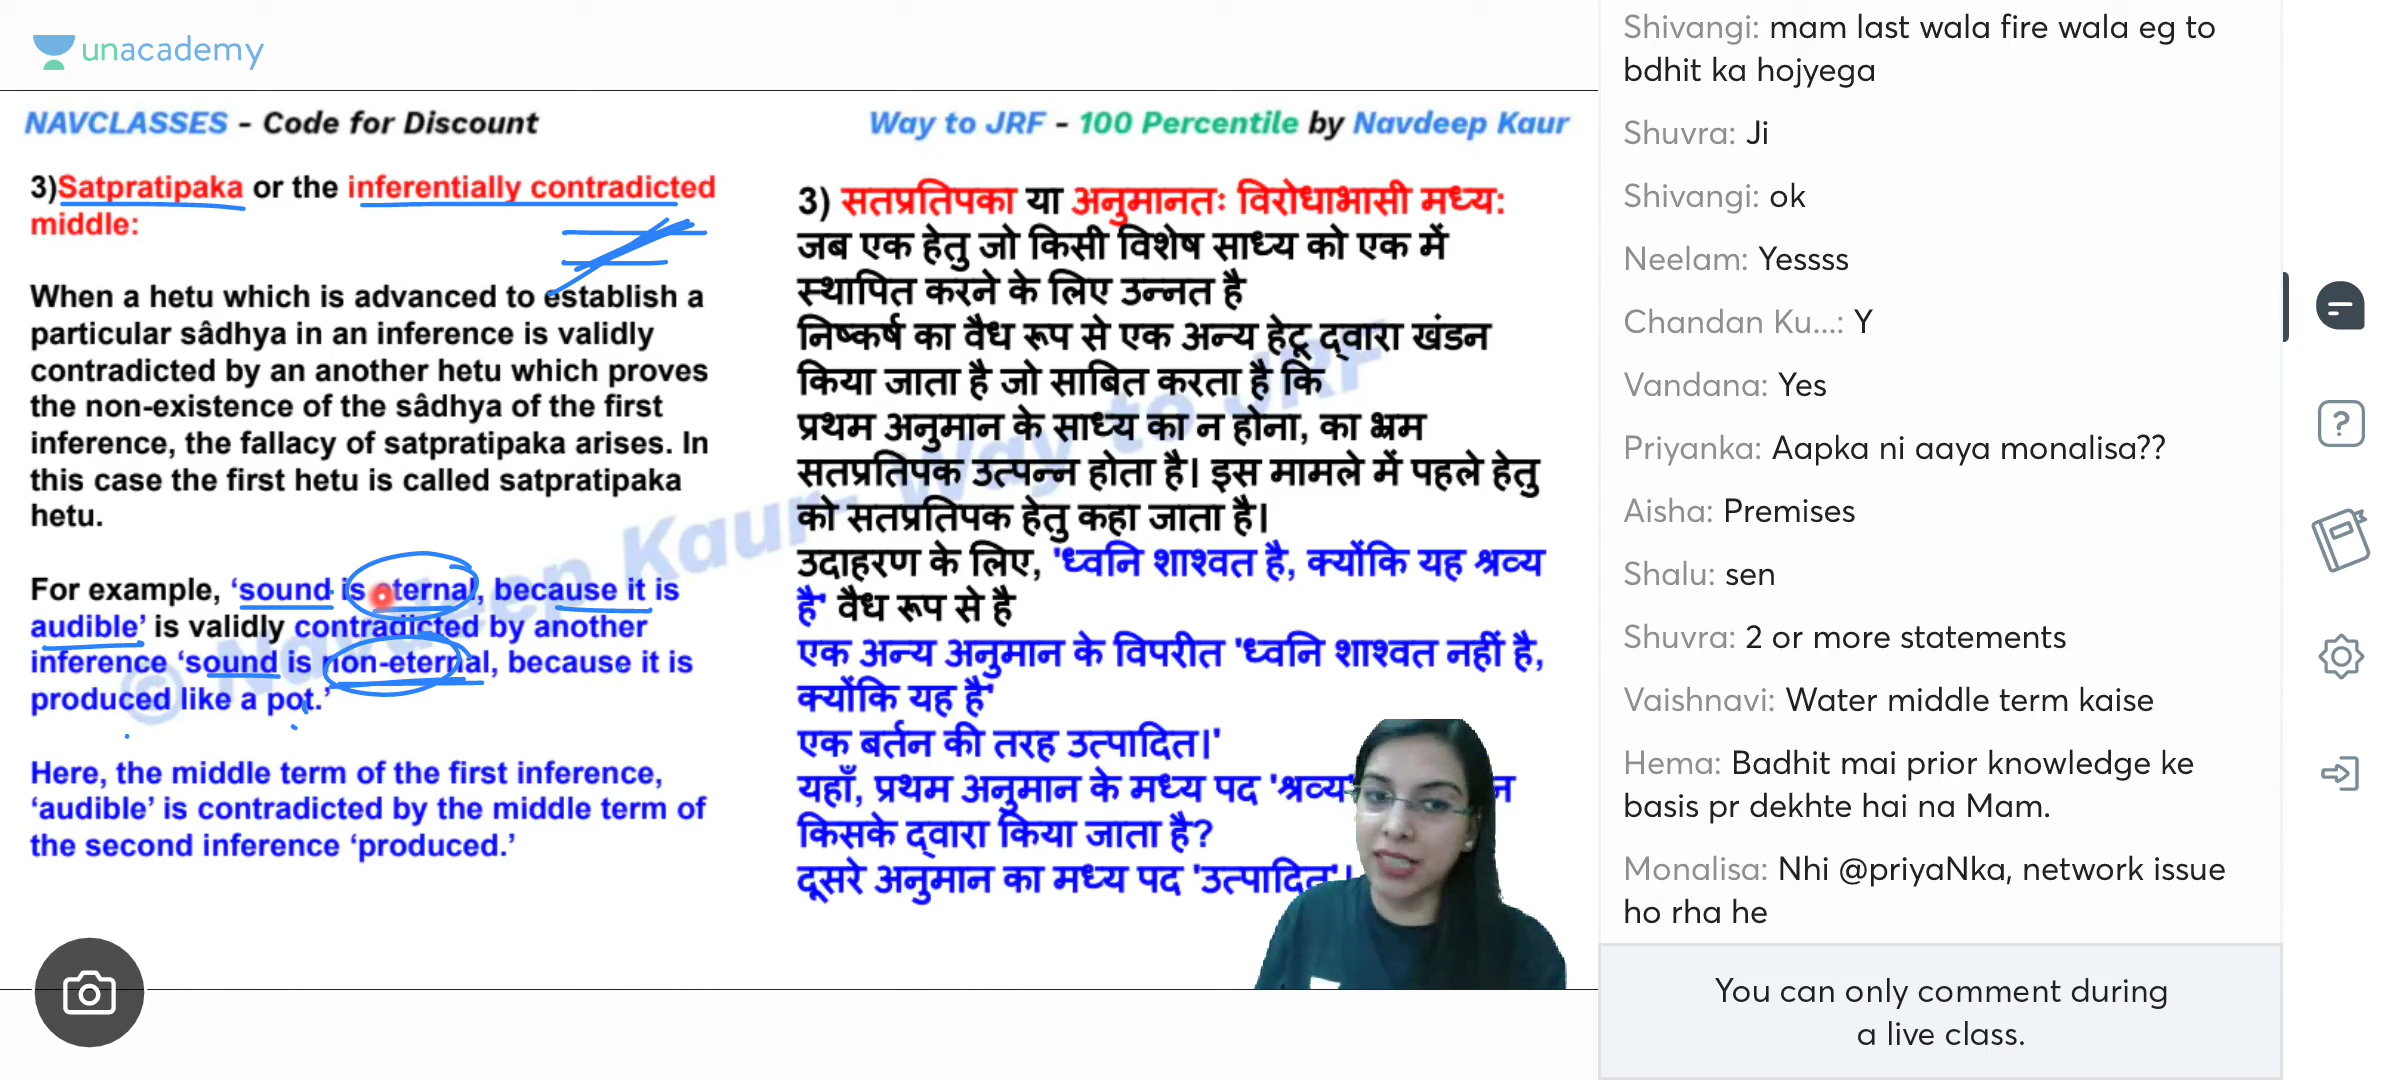 unacademy
NAVCLASSES - Code for Discount
Way to JRF - 100 Percentile by Navdeep Kaur
3)Satpratipaka or the inferentially contradicted
middle:
When a hetu which is advanced to establish a
particular sâdhya in an inference is validly
contradicted by an another hetu which proves
the non-existence of the sâdhya of the first
inference, the fallacy of satpratipaka arises. In
this case the first hetu is called satpratipaka
hetu.
For example, ‘sound is eternal, because it is
audible’ is validly contradicted by another
inference ‘sound is non-eternal, because it is
produced like a pot.’
Here, the middle term of the first inference,
‘audible’ is contradicted by the middle term of
the second inference ‘produced.’
3) सतप्रतिपका या अनुमानतः विरोधाभासी मध्य:
जब एक हेतु जो किसी विशेष साध्य को एक में
स्थापित करने के लिए उन्नत है
निष्कर्ष का वैध रूप से एक अन्य हेटू द्वारा खंडन
किया जाता है जो साबित करता है कि
प्रथम अनुमान के साध्य का न होना, का भ्रम
सतप्रतिपक उत्पन्न होता है। इस मामले में पहले हेतु
को सतप्रतिपक हेतु कहा जाता है।
उदाहरण के लिए, 'ध्वनि शाश्वत है, क्योंकि यह श्रव्य
है' वैध रूप से है
एक अन्य अनुमान के विपरीत 'ध्वनि शाश्वत नहीं है,
क्योंकि यह है'
एक बर्तन की तरह उत्पादित।'
यहाँ, प्रथम अनुमान के मध्य पद 'श्रव्य'
किसके द्वारा किया जाता है?
दूसरे अनुमान का मध्य पद 'उत्पादित'।
© Navdeep Kaur- Way to JRF
Shivangi: mam last wala fire wala eg to
bdhit ka hojyega
Shuvra: Ji
Shivangi: ok
Neelam: Yessss
Chandan Ku...: Y
Vandana: Yes
Priyanka: Aapka ni aaya monalisa??
Aisha: Premises
Shalu: sen
Shuvra: 2 or more statements
Vaishnavi: Water middle term kaise
Hema: Badhit mai prior knowledge ke
basis pr dekhte hai na Mam.
Monalisa: Nhi @priyaNka, network issue
ho rha he
You can only comment during
a live class.